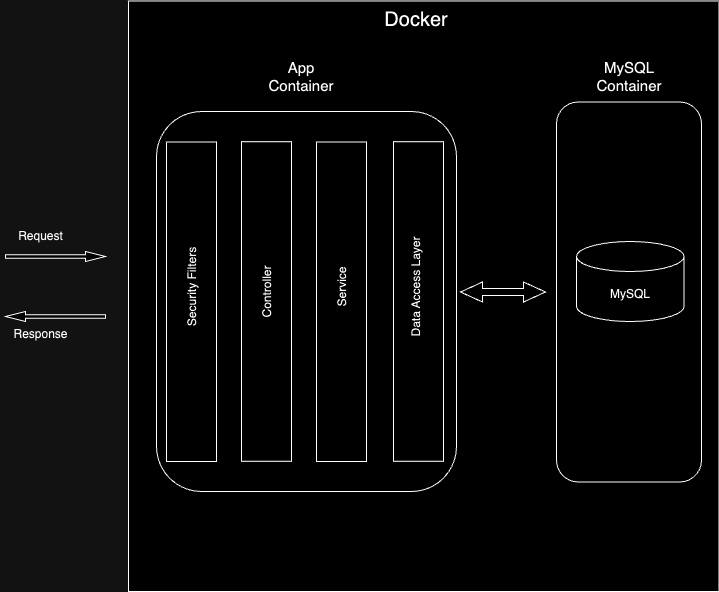 Docker
App
Container
MySQL
Container
Request
Response
Security Filters
Controller
Service
Data Access Layer
MySQL